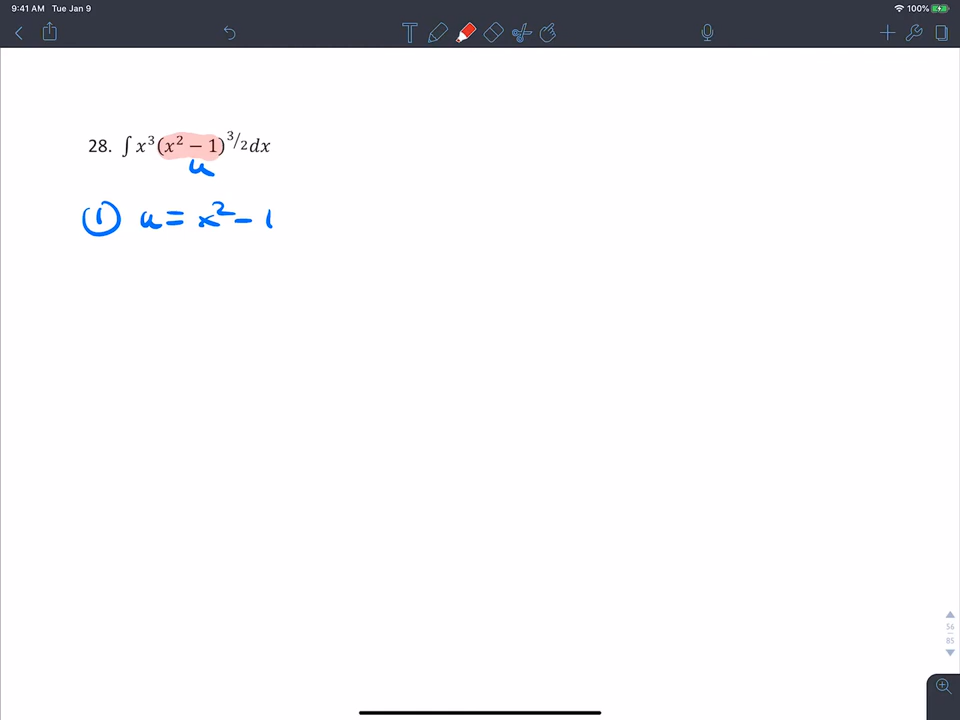 9:41 AM Tue Jan 9
100%
T
28. ∫ x³(x² − 1)^{3/2} dx
u
① u = x² − 1
56
85